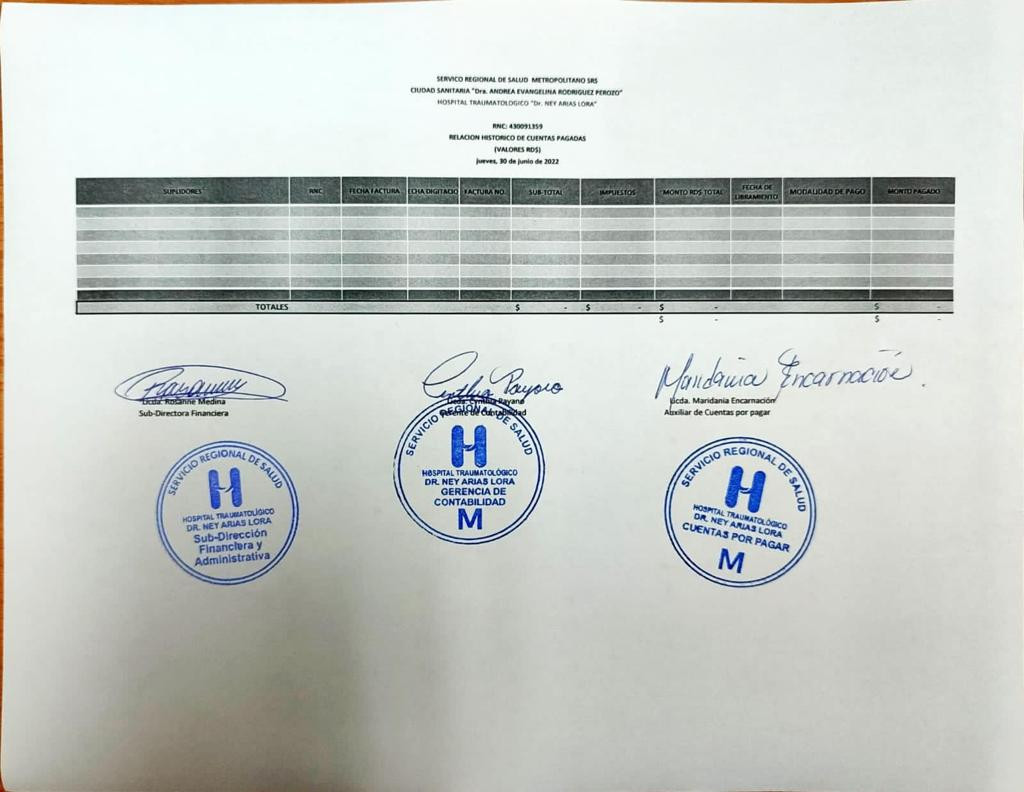 SERVICO REGIONAL DE SALUD METROPOLITANO SRS
CIUDAD SANITARIA "Dra. ANDREA EVANGELINA RODRIGUEZ PEROZO"
HOSPITAL TRAUMATOLOGICO "Dr. NEY ARIAS LORA"
RNC: 430091359
RELACION HISTORICO DE CUENTAS PAGADAS
(VALORES RD$)
jueves, 30 de junio de 2022
SUPLIDORES RNC FECHA FACTURA ECHA DIGITACIO FACTURA NO. SUB-TOTAL IMPUESTOS MONTO RD$ TOTAL FECHA DE LIBRAMIENTO MODALIDAD DE PAGO MONTO PAGADO
TOTALES $ - $ - $ - $ -
$ - $ -
Licda. Rosanne Medina
Sub-Directora Financiera
Cynthia Payano
Licda. Cynthia Payano
Gerente de Contabilidad
Maridania Encarnación.
Licda. Maridania Encarnación
Auxiliar de Cuentas por pagar
SERVICIO REGIONAL DE SALUD
H
HOSPITAL TRAUMATOLÓGICO
DR. NEY ARIAS LORA
Sub-Dirección
Financiera y
Administrativa
SERVICIO REGIONAL DE SALUD
H
HOSPITAL TRAUMATOLÓGICO
DR. NEY ARIAS LORA
GERENCIA DE
CONTABILIDAD
M
SERVICIO REGIONAL DE SALUD
H
HOSPITAL TRAUMATOLÓGICO
DR. NEY ARIAS LORA
CUENTAS POR PAGAR
M